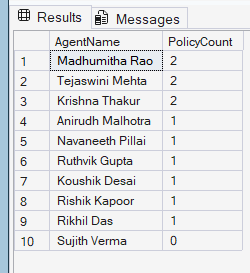 Results Messages
AgentName PolicyCount
1 Madhumitha Rao 2
2 Tejaswini Mehta 2
3 Krishna Thakur 2
4 Anirudh Malhotra 1
5 Navaneeth Pillai 1
6 Ruthvik Gupta 1
7 Koushik Desai 1
8 Rishik Kapoor 1
9 Rikhil Das 1
10 Sujith Verma 0